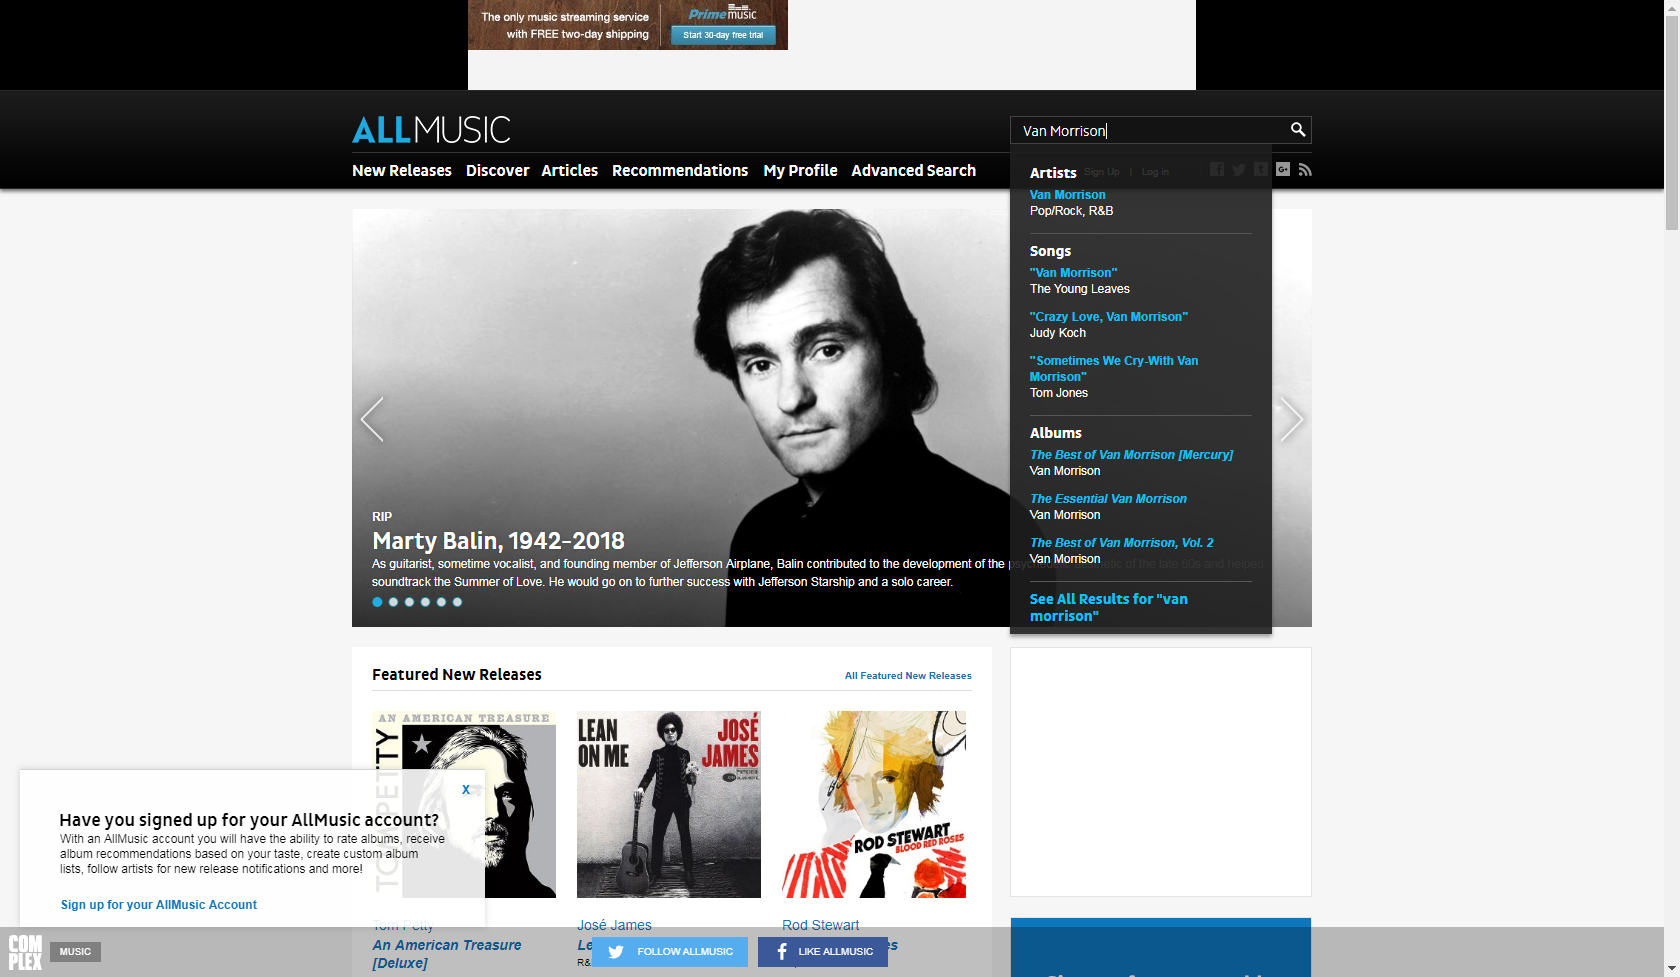 The only music streaming service
with FREE two-day shipping
Prime music
Start 30-day free trial
ALLMUSIC
Van Morrison
New Releases Discover Articles Recommendations My Profile Advanced Search
Sign Up | Log in
Artists
Van Morrison
Pop/Rock, R&B
Songs
"Van Morrison"
The Young Leaves
"Crazy Love, Van Morrison"
Judy Koch
"Sometimes We Cry-With Van
Morrison"
Tom Jones
Albums
The Best of Van Morrison [Mercury]
Van Morrison
The Essential Van Morrison
Van Morrison
The Best of Van Morrison, Vol. 2
Van Morrison
See All Results for "van
morrison"
RIP
Marty Balin, 1942-2018
As guitarist, sometime vocalist, and founding member of Jefferson Airplane, Balin contributed to the development of the psychedelic aesthetic of the late 60s and helped
soundtrack the Summer of Love. He would go on to further success with Jefferson Starship and a solo career.
Featured New Releases
All Featured New Releases
AN AMERICAN TREASURE
TOM PETTY
LEAN
ON ME
JOSÉ
JAMES
ROD STEWART
BLOOD RED ROSES
X
Have you signed up for your AllMusic account?
With an AllMusic account you will have the ability to rate albums, receive
album recommendations based on your taste, create custom album
lists, follow artists for new release notifications and more!
Sign up for your AllMusic Account
Tom Petty
An American Treasure
[Deluxe]
José James
Le
R&
Rod Stewart
es
COMPLEX
MUSIC
FOLLOW ALLMUSIC
LIKE ALLMUSIC